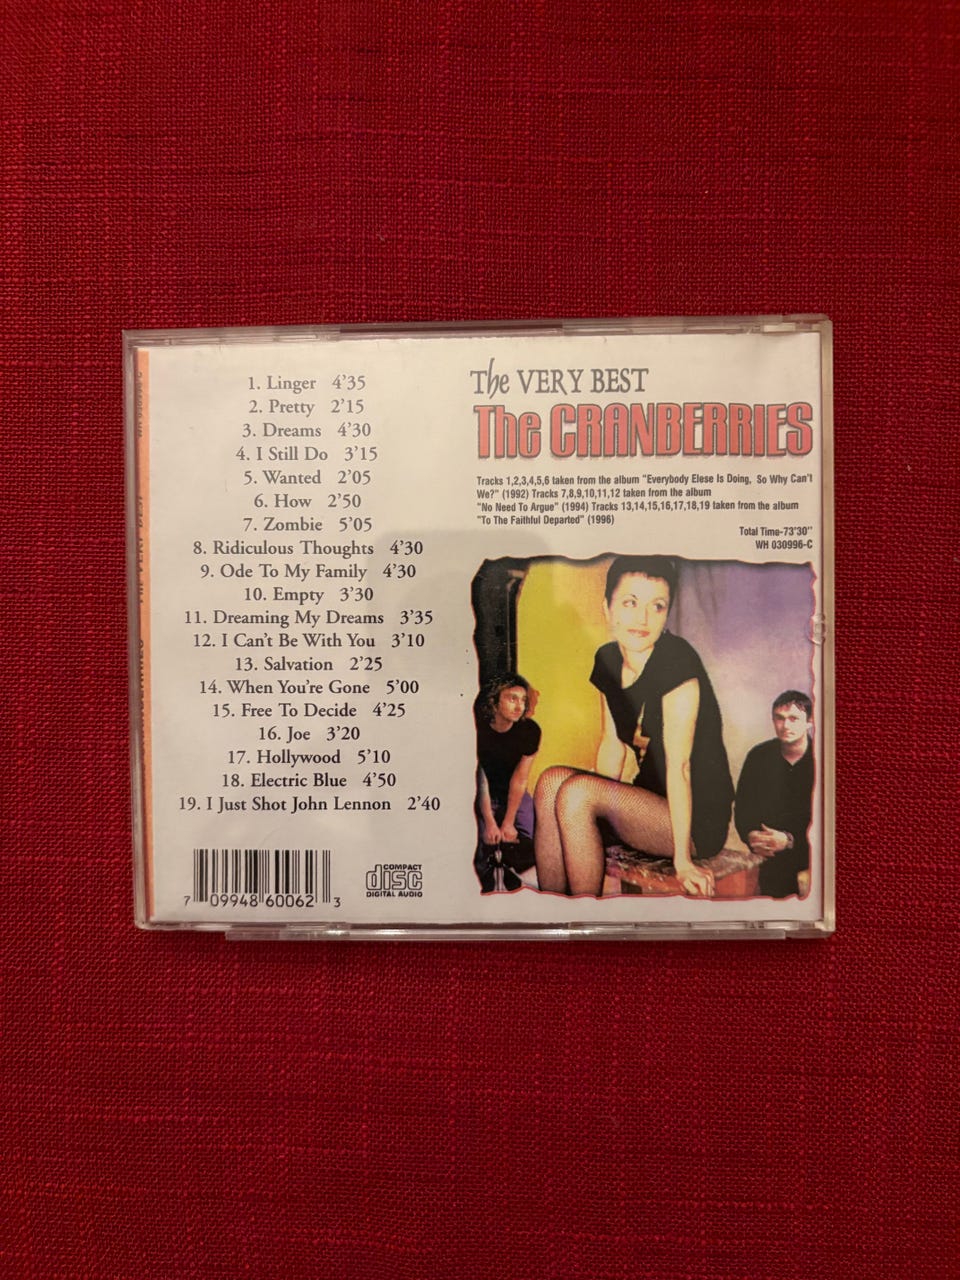 1. Linger 4'35
2. Pretty 2'15
3. Dreams 4'30
4. I Still Do 3'15
5. Wanted 2'05
6. How 2'50
7. Zombie 5'05
8. Ridiculous Thoughts 4'30
9. Ode To My Family 4'30
10. Empty 3'30
11. Dreaming My Dreams 3'35
12. I Can't Be With You 3'10
13. Salvation 2'25
14. When You're Gone 5'00
15. Free To Decide 4'25
16. Joe 3'20
17. Hollywood 5'10
18. Electric Blue 4'50
19. I Just Shot John Lennon 2'40
7 09948 60062 3
COMPACT
disc
DIGITAL AUDIO
The VERY BEST
The CRANBERRIES
Tracks 1,2,3,4,5,6 taken from the album "Everybody Elese Is Doing, So Why Can't
We?" (1992) Tracks 7,8,9,10,11,12 taken from the album
"No Need To Argue" (1994) Tracks 13,14,15,16,17,18,19 taken from the album
"To The Faithful Departed" (1996)
Total Time-73'30"
WH 030996-C